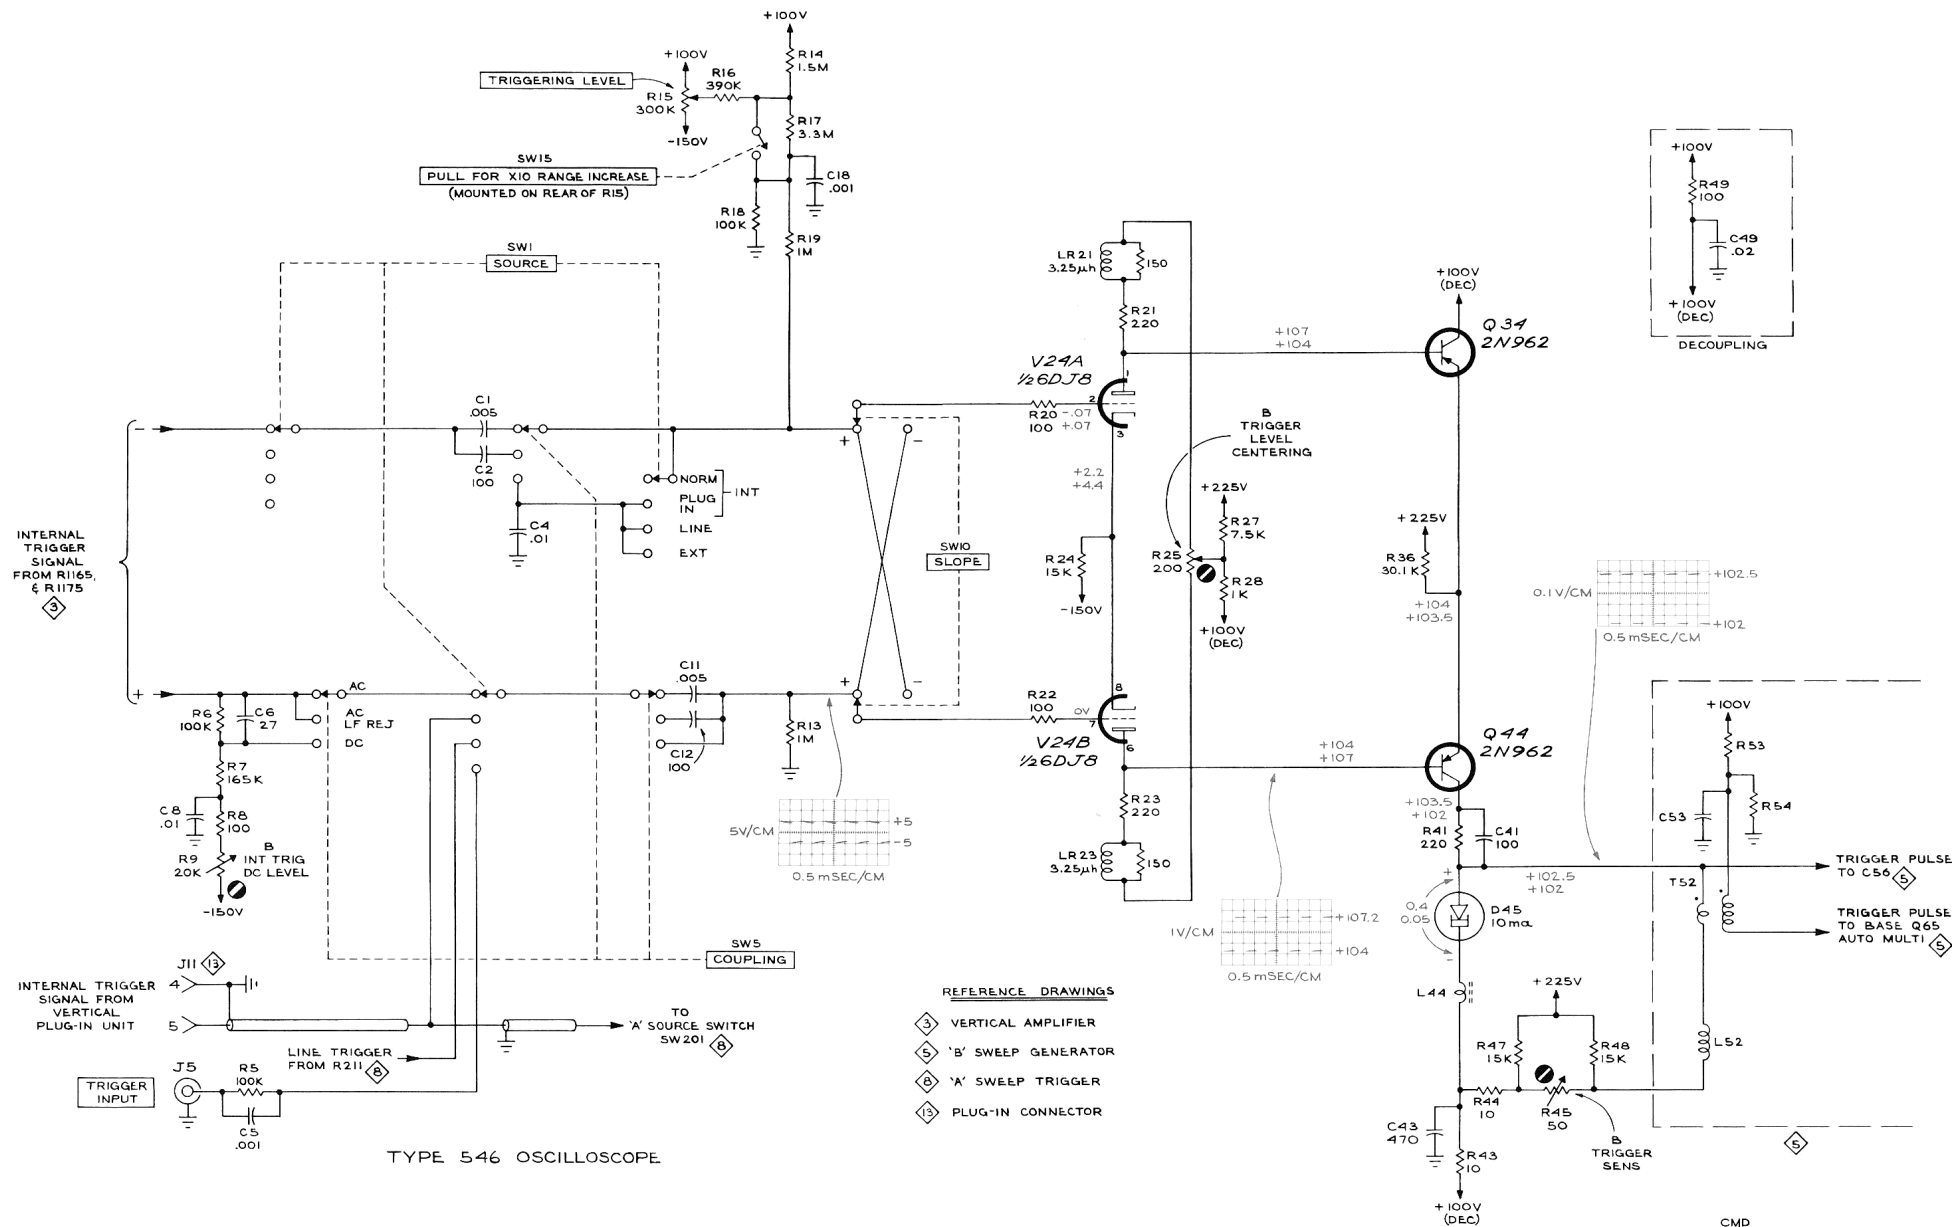 +100V
R14
1.5M
+100V
R16
390K
TRIGGERING LEVEL
R15
300K
-150V
R17
3.3M
SW15
PULL FOR X10 RANGE INCREASE
(MOUNTED ON REAR OF R15)
C18
.001
R18
100K
R19
1M
SW1
SOURCE
C1
.005
C2
100
-
+
-
NORM
PLUG
IN
INT
LINE
EXT
C4
.01
INTERNAL
TRIGGER
SIGNAL
FROM R1165,
& R1175
3
SW10
SLOPE
+
AC
AC
LF REJ
DC
R6
100K
C6
27
R7
165K
C8
.01
R8
100
R9
20K
B
INT TRIG
DC LEVEL
-150V
C11
.005
C12
100
R13
1M
+
-
5V/CM
+5
-5
0.5 mSEC/CM
SW5
COUPLING
J11
13
4
5
INTERNAL TRIGGER
SIGNAL FROM
VERTICAL
PLUG-IN UNIT
TO
'A' SOURCE SWITCH
SW201
8
LINE TRIGGER
FROM R211
8
J5
TRIGGER
INPUT
R5
100K
C5
.001
TYPE 546 OSCILLOSCOPE
LR21
3.25µh
150
R21
220
V24A
½6DJ8
1
2
3
R20
100
-.07
+.07
+2.2
+4.4
R24
15K
-150V
B
TRIGGER
LEVEL
CENTERING
+225V
R27
7.5K
R25
200
R28
1K
+100V
(DEC)
R22
100
0V
8
7
6
V24B
½6DJ8
R23
220
LR23
3.25µh
150
+107
+104
+104
+107
1V/CM
+107.2
+104
0.5 mSEC/CM
+100V
(DEC)
Q34
2N962
+225V
R36
30.1K
+104
+103.5
Q44
2N962
+103.5
+102
R41
220
C41
100
+
0.4
0.05
-
D45
10ma
+102.5
+102
0.1V/CM
+102.5
+102
0.5 mSEC/CM
L44
+225V
R47
15K
R48
15K
R44
10
R45
50
B
TRIGGER
SENS
C43
470
R43
10
+100V
(DEC)
+100V
R49
100
C49
.02
+100V
(DEC)
DECOUPLING
+100V
R53
C53
R54
T52
L52
TRIGGER PULSE
TO C56
5
TRIGGER PULSE
TO BASE Q65
AUTO MULTI
5
5
REFERENCE DRAWINGS
3 VERTICAL AMPLIFIER
5 'B' SWEEP GENERATOR
8 'A' SWEEP TRIGGER
13 PLUG-IN CONNECTOR
CMD